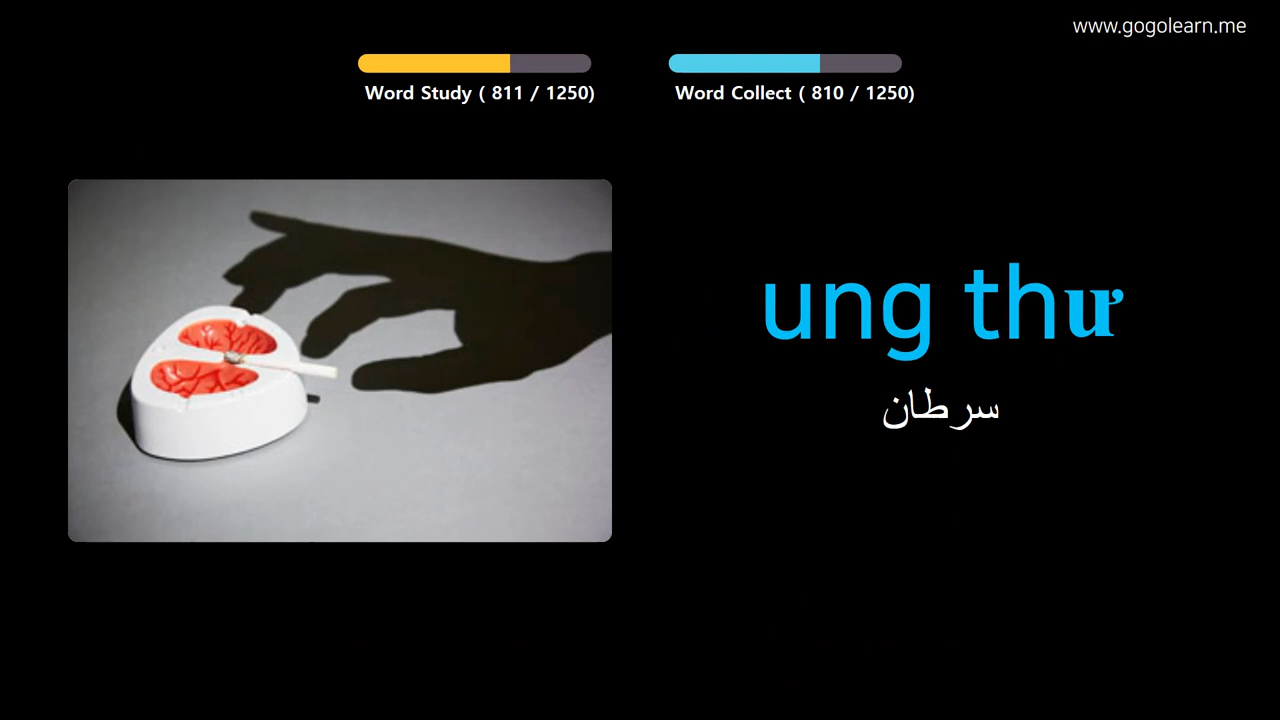 www.gogolearn.me
Word Study ( 811 / 1250)
Word Collect ( 810 / 1250)
ung thư
سرطان